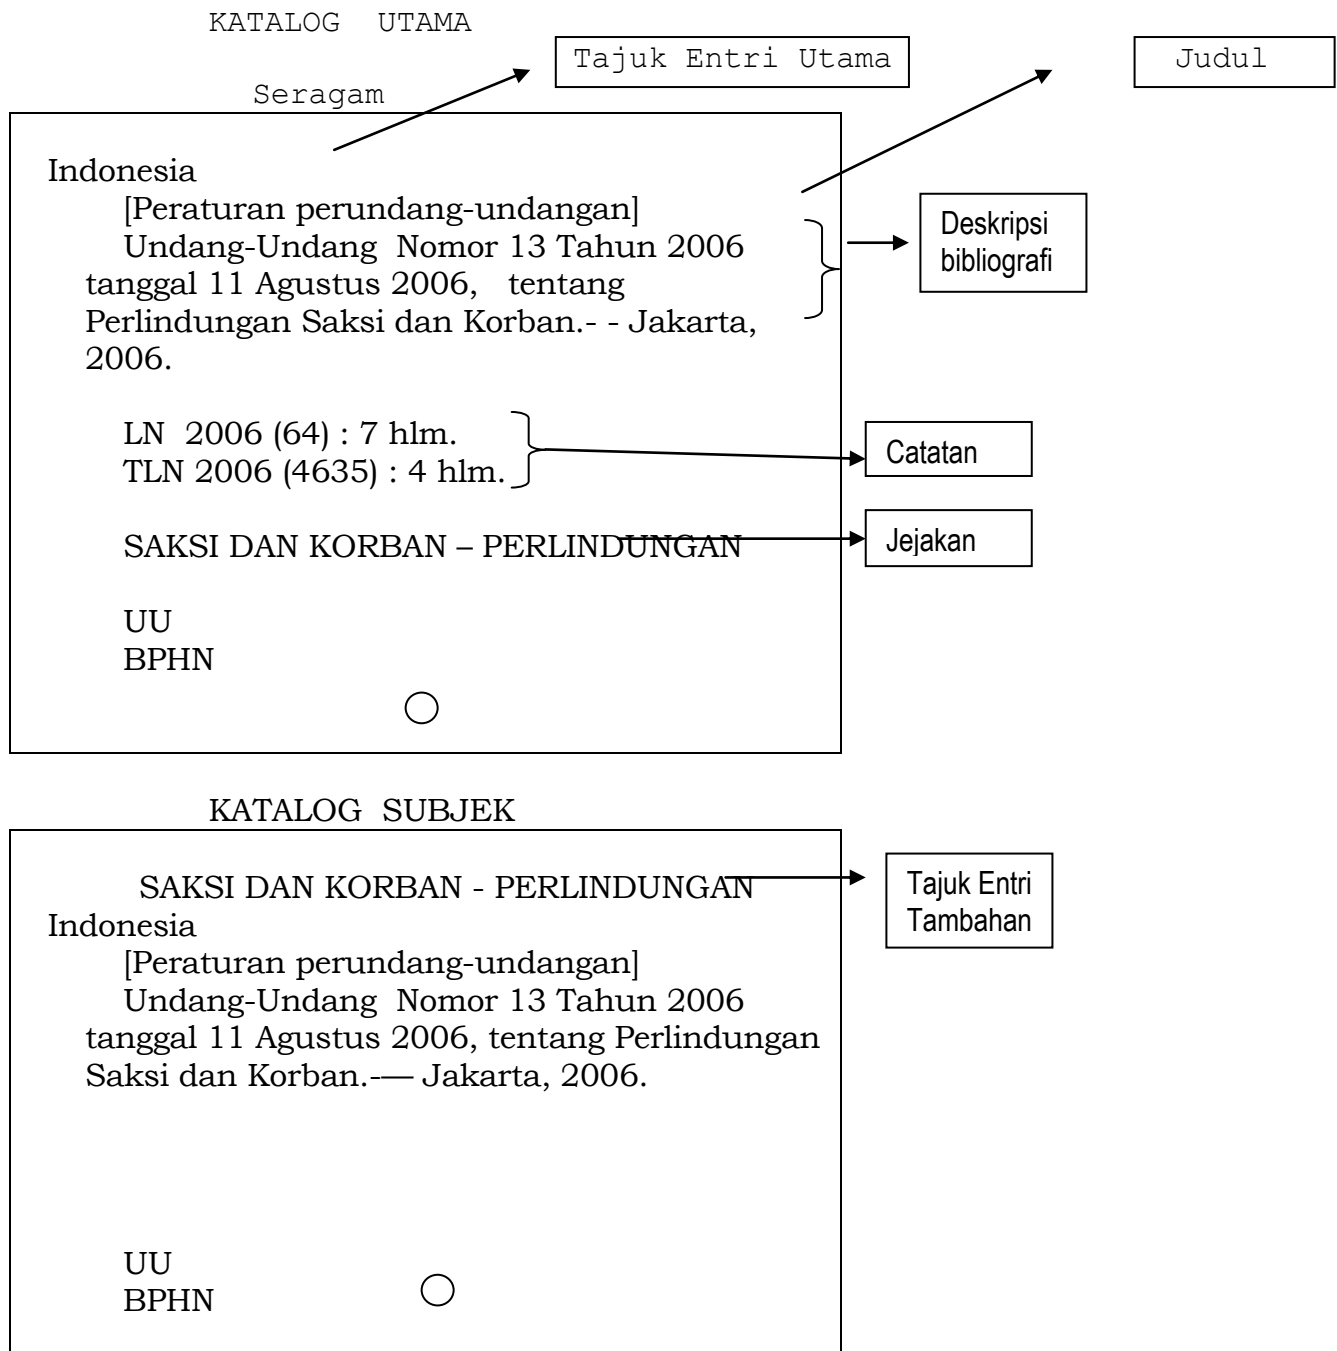 KATALOG UTAMA
Tajuk Entri Utama
Judul
Seragam
Indonesia
[Peraturan perundang-undangan]
Undang-Undang Nomor 13 Tahun 2006
tanggal 11 Agustus 2006, tentang
Perlindungan Saksi dan Korban.- - Jakarta,
2006.
Deskripsi
bibliografi
LN 2006 (64) : 7 hlm.
TLN 2006 (4635) : 4 hlm.
Catatan
SAKSI DAN KORBAN – PERLINDUNGAN
Jejakan
UU
BPHN
KATALOG SUBJEK
SAKSI DAN KORBAN - PERLINDUNGAN
Tajuk Entri
Tambahan
Indonesia
[Peraturan perundang-undangan]
Undang-Undang Nomor 13 Tahun 2006
tanggal 11 Agustus 2006, tentang Perlindungan
Saksi dan Korban.-— Jakarta, 2006.
UU
BPHN